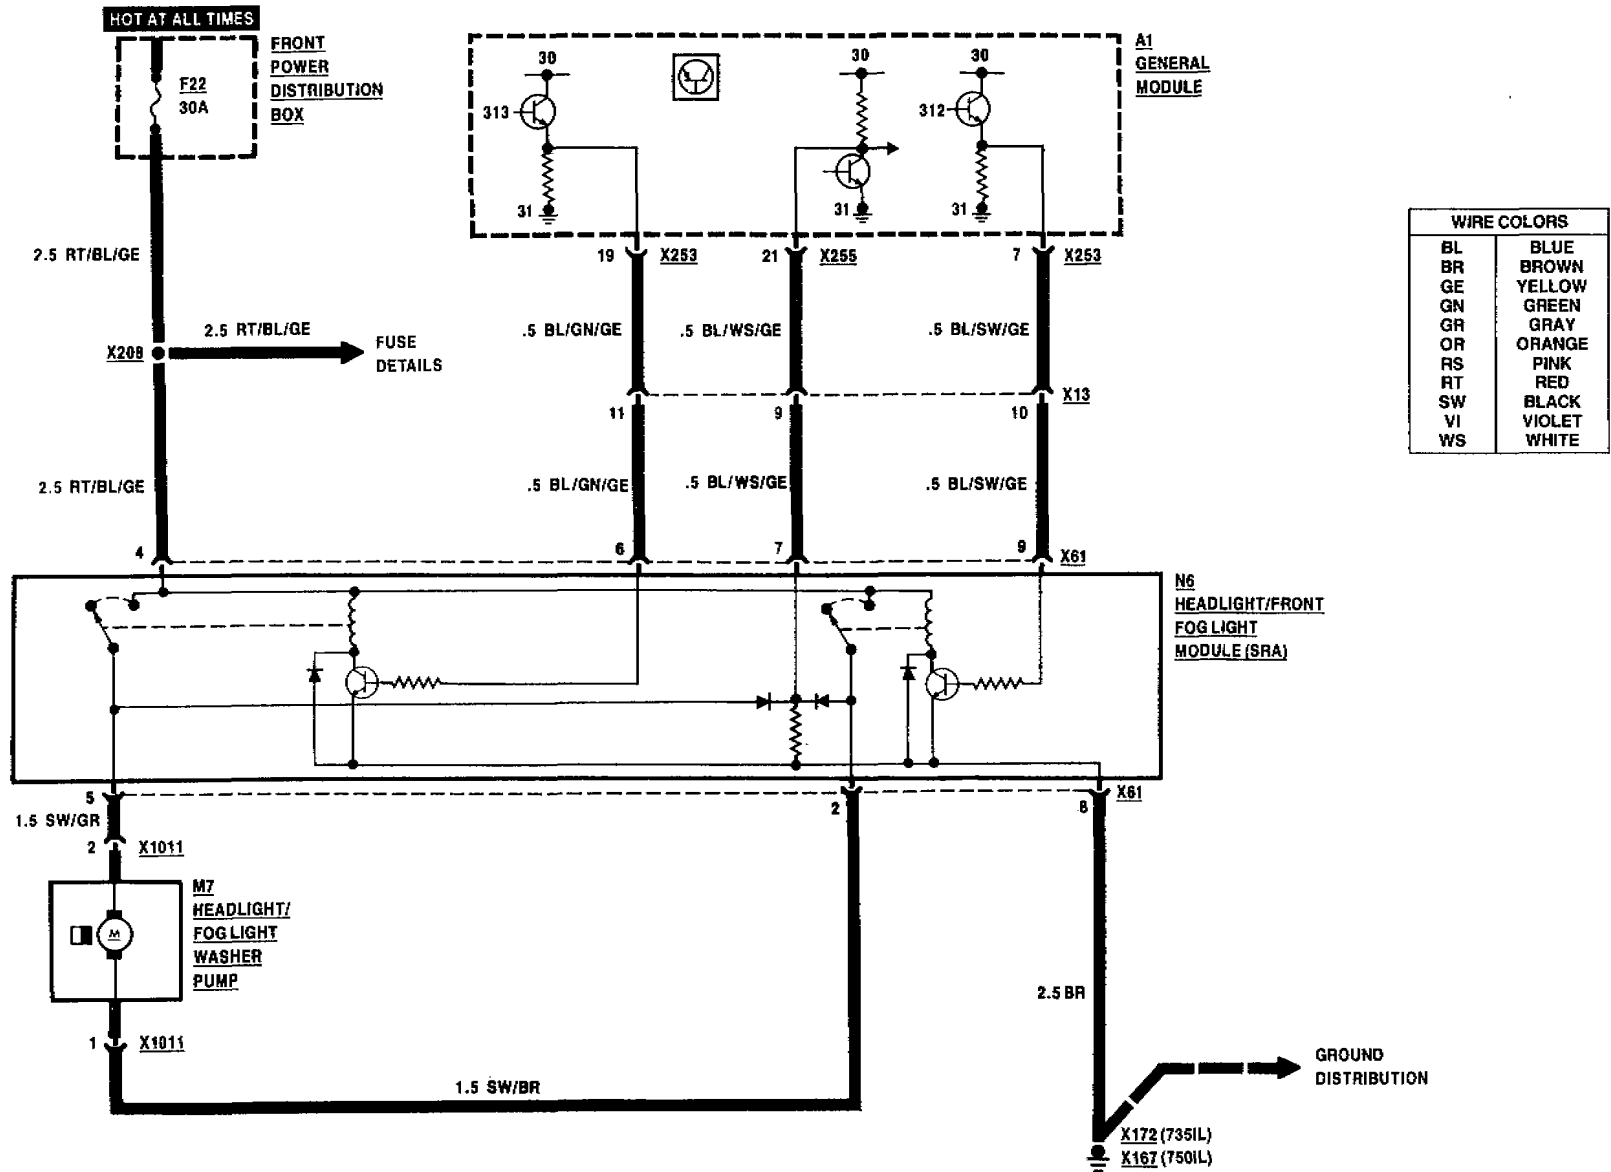 HOT AT ALL TIMES
FRONT
POWER
DISTRIBUTION
BOX
F22
30A
A1
GENERAL
MODULE
30
30
30
313
312
31
31
31
19
X253
21
X255
7
X253
2.5 RT/BL/GE
.5 BL/GN/GE
.5 BL/WS/GE
.5 BL/SW/GE
2.5 RT/BL/GE
X208
FUSE
DETAILS
11
9
10
X13
2.5 RT/BL/GE
.5 BL/GN/GE
.5 BL/WS/GE
.5 BL/SW/GE
4
6
7
9
X61
N6
HEADLIGHT/FRONT
FOG LIGHT
MODULE (SRA)
5
2
8
X61
1.5 SW/GR
2
X1011
M7
HEADLIGHT/
FOG LIGHT
WASHER
PUMP
M
1
X1011
1.5 SW/BR
2.5 BR
GROUND
DISTRIBUTION
X172 (735IL)
X167 (750IL)
WIRE COLORS
BL BLUE
BR BROWN
GE YELLOW
GN GREEN
GR GRAY
OR ORANGE
RS PINK
RT RED
SW BLACK
VI VIOLET
WS WHITE